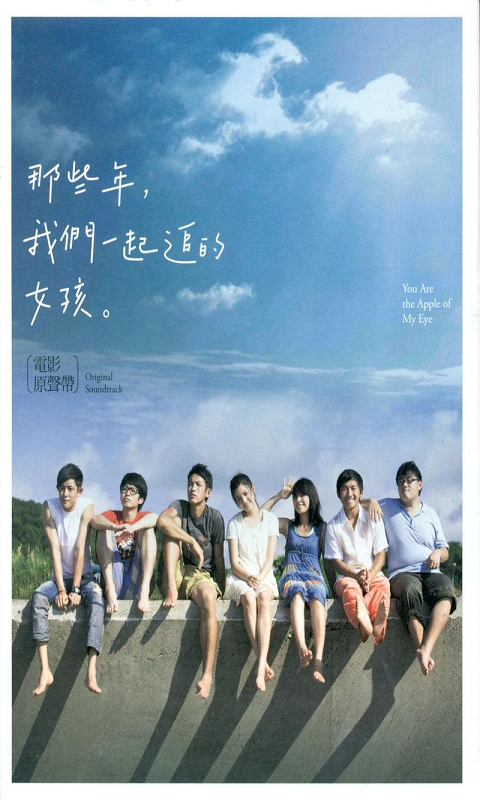 那些年，
我們一起追的
女孩。
You Are
the Apple of
My Eye
電影
原聲帶
Original
Soundtrack